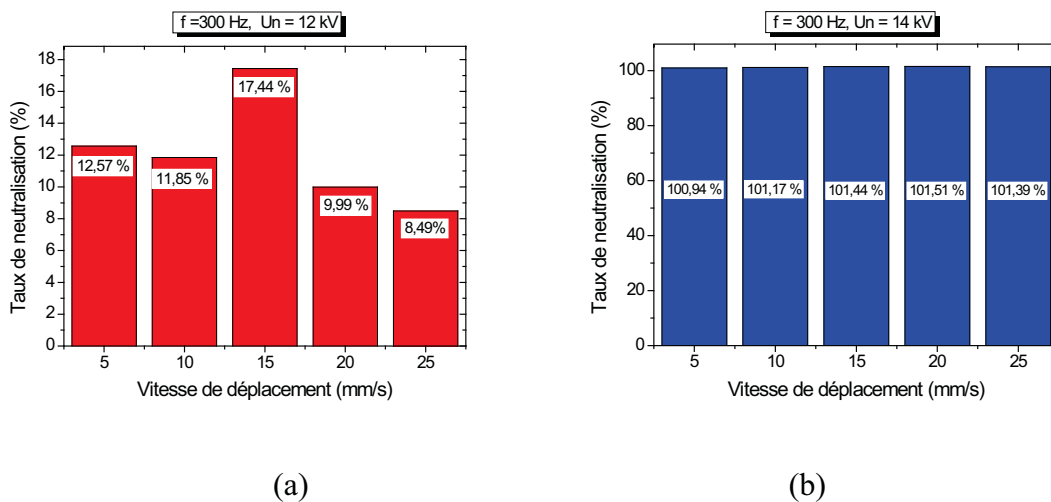 f =300 Hz,  Un = 12 kV
Taux de neutralisation (%)
18
16
14
12
10
8
6
4
2
0
12,57 %
11,85 %
17,44 %
9,99 %
8,49%
5 10 15 20 25
Vitesse de déplacement (mm/s)
(a)
f = 300 Hz, Un = 14 kV
Taux de neutralisation (%)
100
80
60
40
20
0
100,94 % 101,17 % 101,44 % 101,51 % 101,39 %
5 10 15 20 25
Vitesse de déplacement (mm/s)
(b)